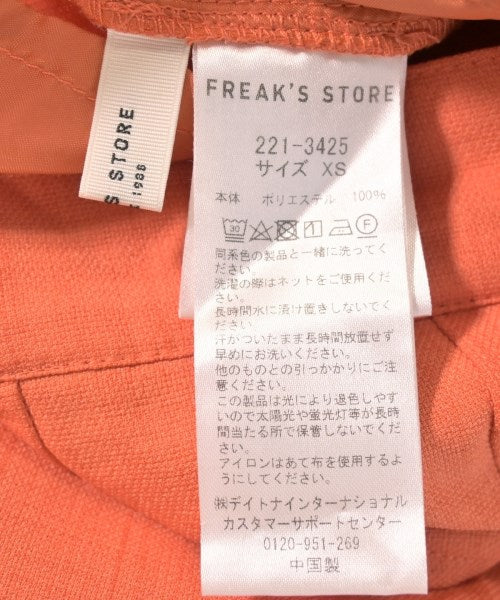 FREAK'S STORE
221-3425
サイズ XS
本体 ポリエステル 100%
30
F
同系色の製品と一緒に洗ってく
ださい
洗濯の際はネットをご使用くだ
さい
長時間水に漬け置きしないでく
ださい
汗がついたまま長時間放置せず
早めにお洗いください。
他のものとの引っかかりにご注
意ください
この製品は光により退色しやす
いので太陽光や蛍光灯等が長時
間当たる所で保管しないでくだ
さい。
アイロンはあて布を使用するよ
うにしてください。
㈱デイトナインターナショナル
カスタマーサポートセンター
0120-951-269
中国製
S STORE
1986